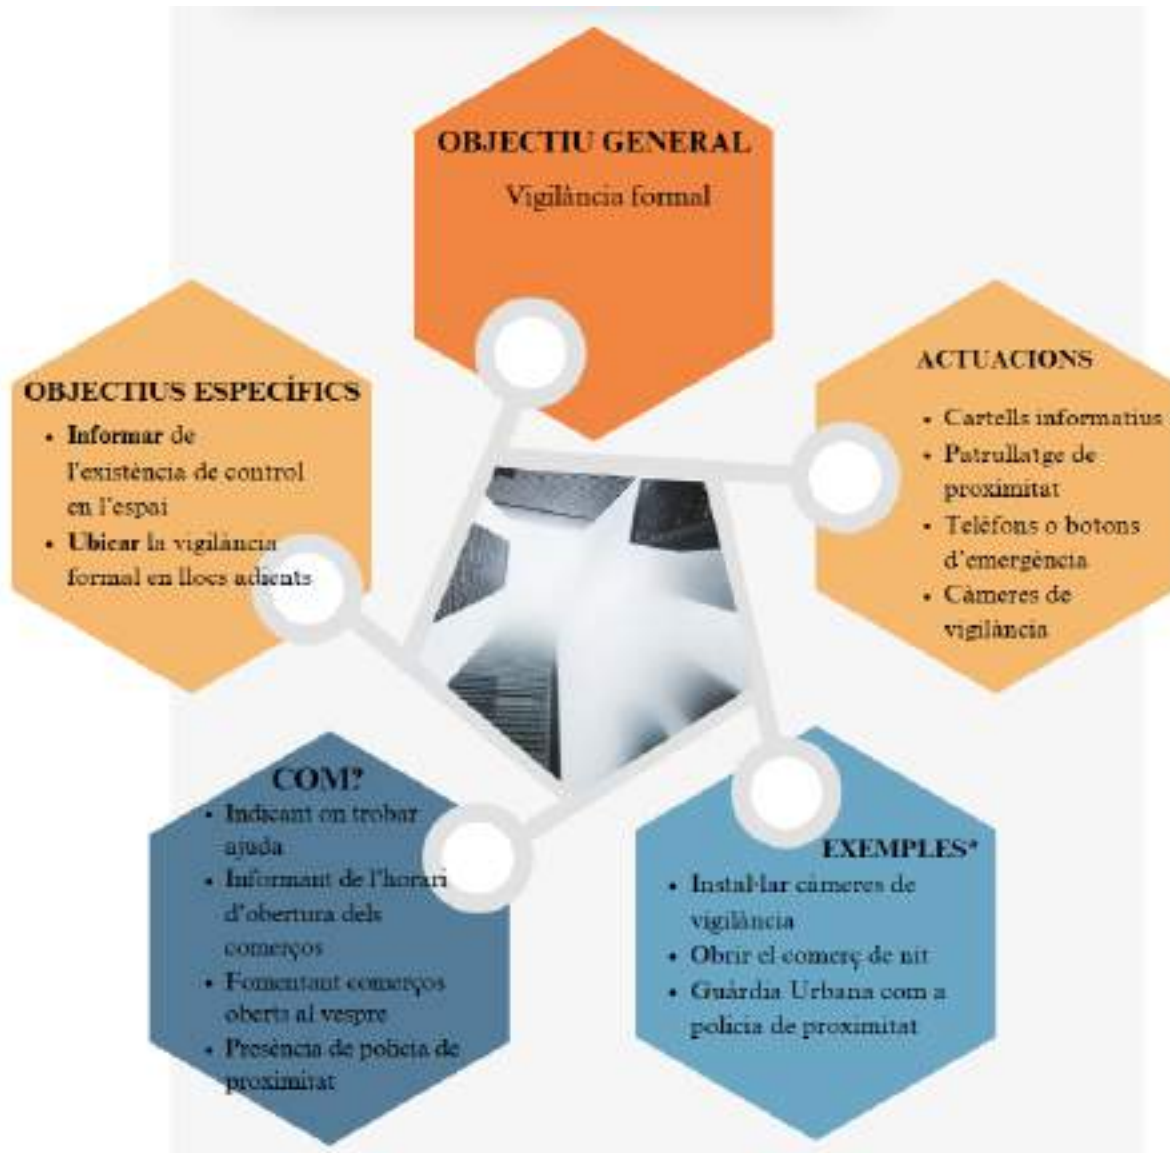 OBJECTIU GENERAL
Vigilància formal
OBJECTIUS ESPECÍFICS
• Informar de
l'existència de control
en l'espai
• Ubicar la vigilància
formal en llocs adients
ACTUACIONS
• Cartells informatius
• Patrullatge de
proximitat
• Telèfons o botons
d'emergència
• Càmeres de
vigilància
COM?
• Indicant on trobar
ajuda
• Informant de l'horari
d'obertura dels
comerços
• Fomentant comerços
oberts al vespre
• Presència de policia de
proximitat
EXEMPLES*
• Instal·lar càmeres de
vigilància
• Obrir el comerç de nit
• Guàrdia Urbana com a
policia de proximitat